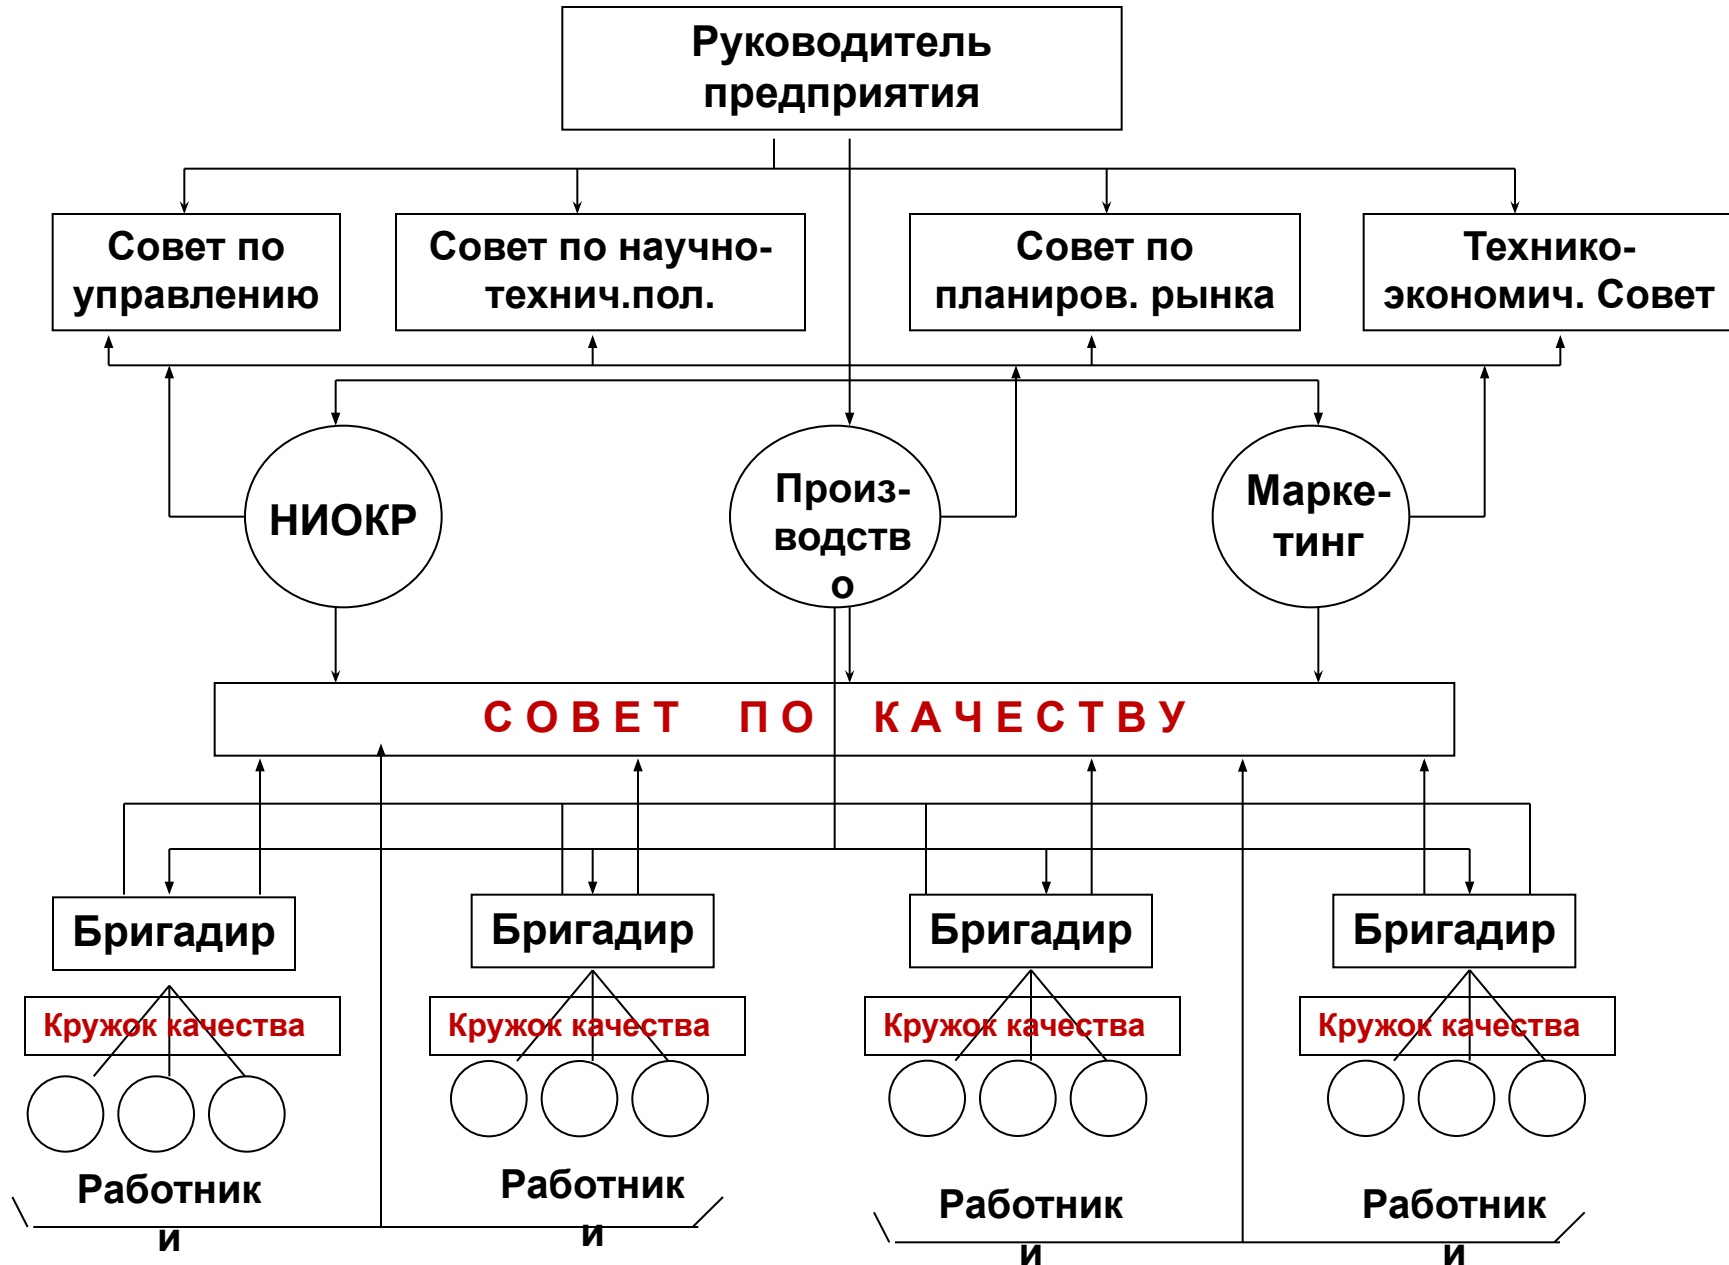 Руководитель
предприятия
Совет по
управлению
Совет по научно-
технич.пол.
Совет по
планиров. рынка
Технико-
экономич. Совет
НИОКР
Произ-
водств
о
Марке-
тинг
СОВЕТ ПО КАЧЕСТВУ
Бригадир
Бригадир
Бригадир
Бригадир
Кружок качества
Кружок качества
Кружок качества
Кружок качества
Работник
и
Работник
и
Работник
и
Работник
и